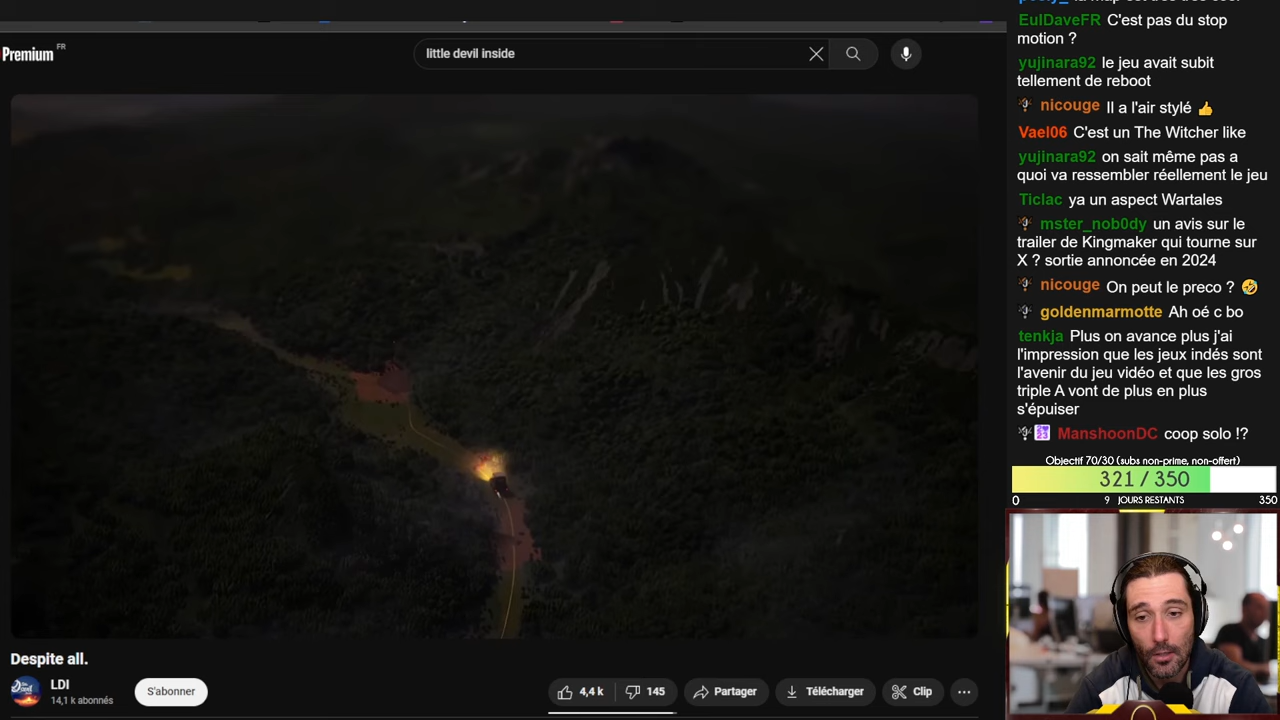 Premium FR
little devil inside
Despite all.
LDI
14,1 k abonnés
S'abonner
4,4 k
145
Partager
Télécharger
Clip
EulDaveFR C'est pas du stop
motion ?
yujinara92 le jeu avait subit
tellement de reboot
nicouge Il a l'air stylé 👍
Vael06 C'est un The Witcher like
yujinara92 on sait même pas a
quoi va ressembler réellement le jeu
Ticlac ya un aspect Wartales
mster_nob0dy un avis sur le
trailer de Kingmaker qui tourne sur
X ? sortie annoncée en 2024
nicouge On peut le preco ? 🤣
goldenmarmotte Ah oé c bo
tenkja Plus on avance plus j'ai
l'impression que les jeux indés sont
l'avenir du jeu vidéo et que les gros
triple A vont de plus en plus
s'épuiser
ManshoonDC coop solo !?
Objectif 70/30 (subs non-prime, non-offert)
321 / 350
0 9 JOURS RESTANTS 350